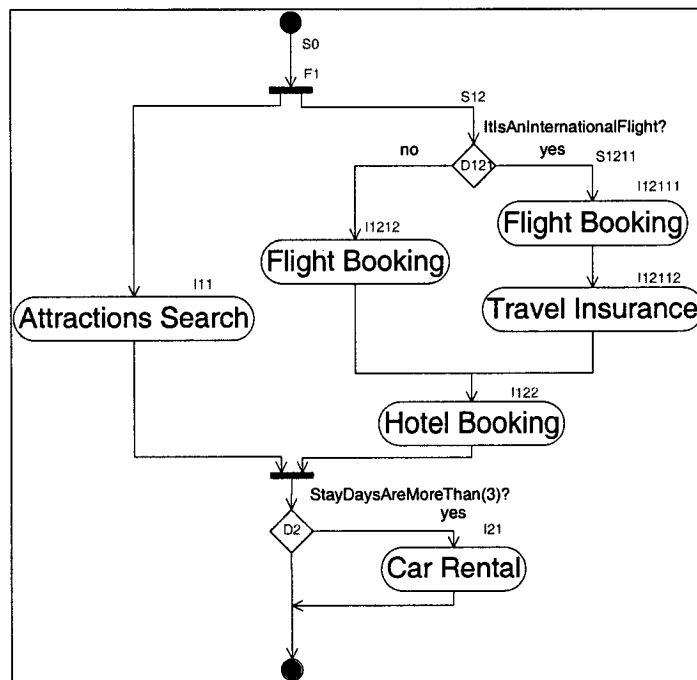 S0
F1
S12
ItIsAnInternationalFlight?
no
D121
yes
S1211
I12111
Flight Booking
I1212
Flight Booking
I12112
Travel Insurance
I11
Attractions Search
I122
Hotel Booking
StayDaysAreMoreThan(3)?
yes
D2
I21
Car Rental